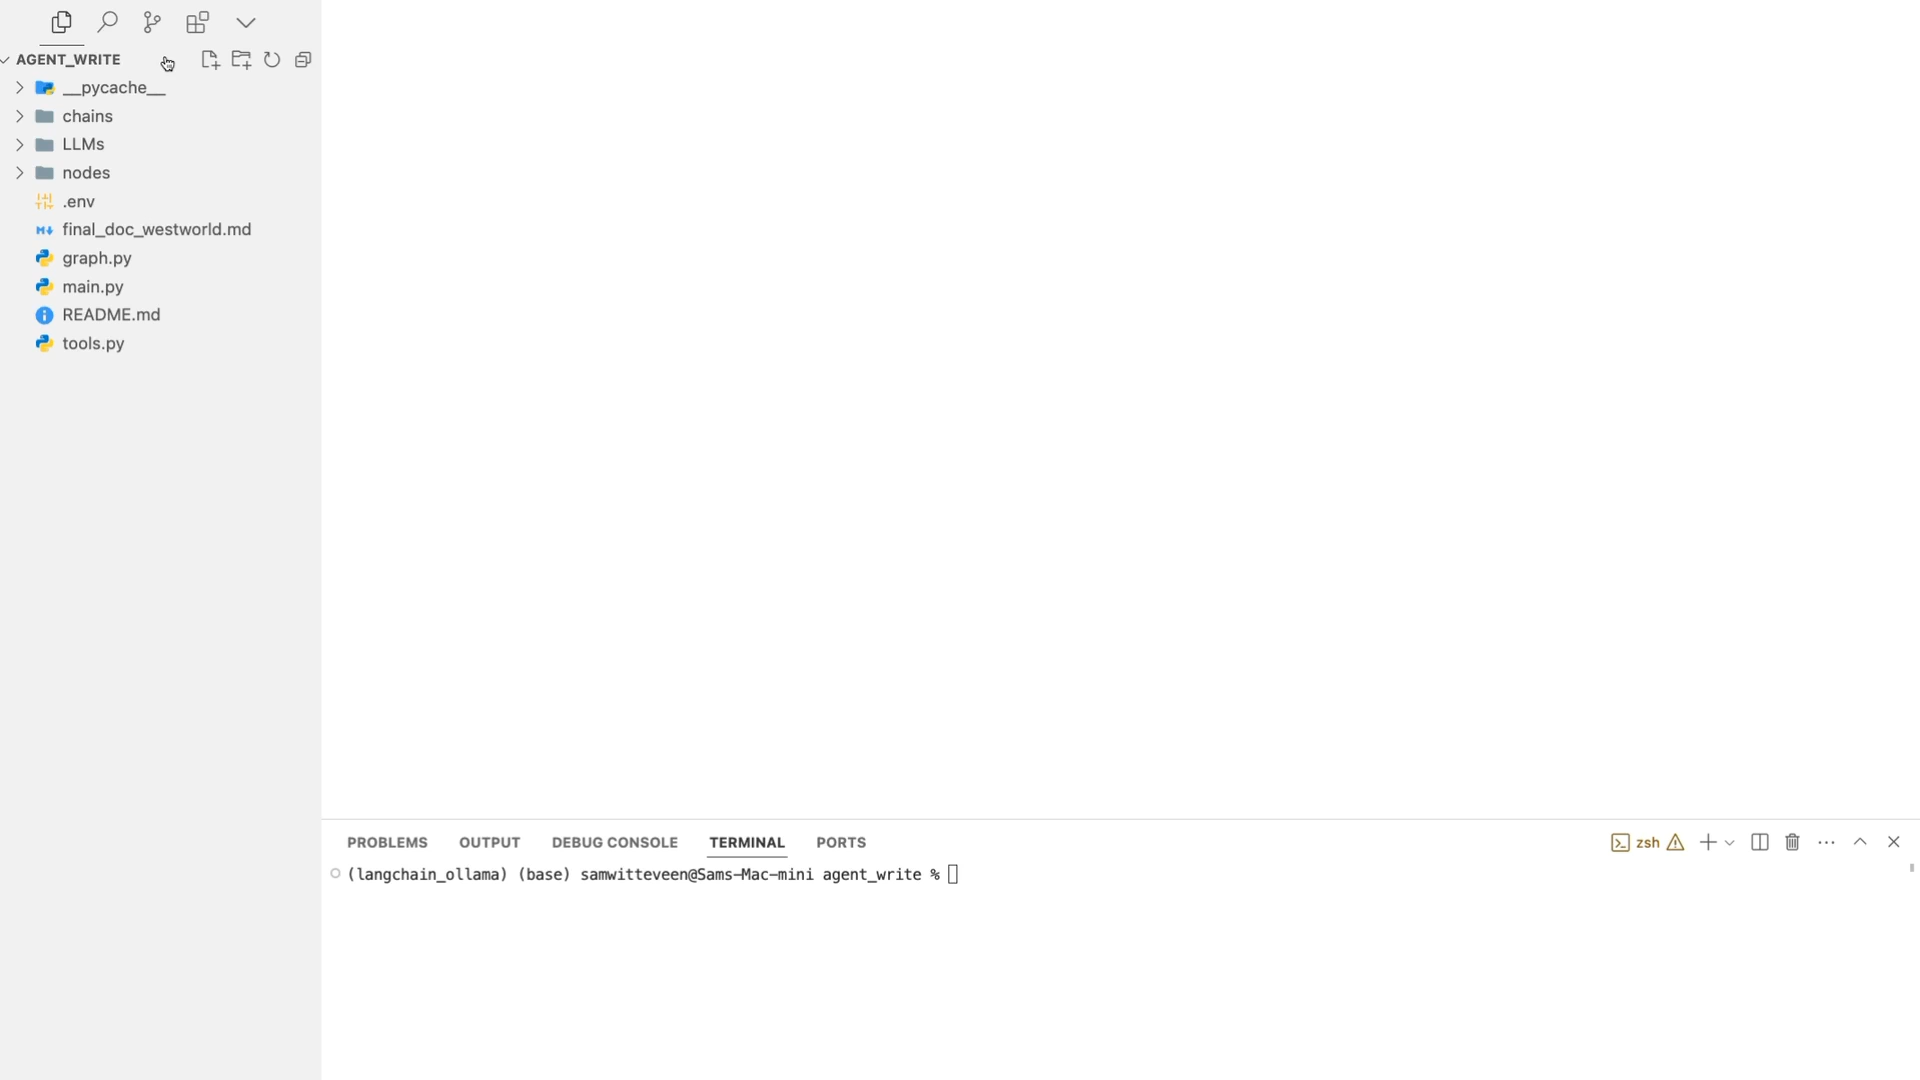 AGENT_WRITE
__pycache__
chains
LLMs
nodes
.env
final_doc_westworld.md
graph.py
main.py
README.md
tools.py
PROBLEMS OUTPUT DEBUG CONSOLE TERMINAL PORTS zsh
(langchain_ollama) (base) samwitteveen@Sams-Mac-mini agent_write %